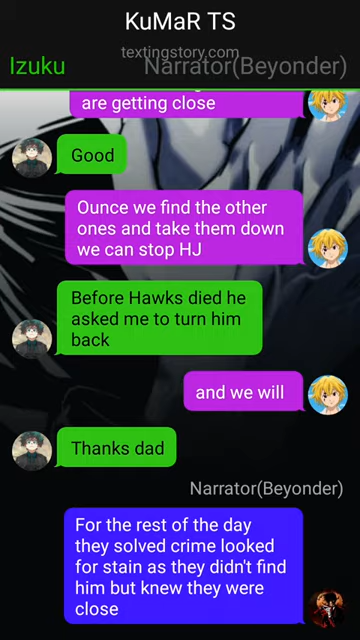 KuMaR TS
textingstory.com
Izuku
Narrator(Beyonder)
are getting close
Good
Ounce we find the other
ones and take them down
we can stop HJ
Before Hawks died he
asked me to turn him
back
and we will
Thanks dad
Narrator(Beyonder)
For the rest of the day
they solved crime looked
for stain as they didn't find
him but knew they were
close